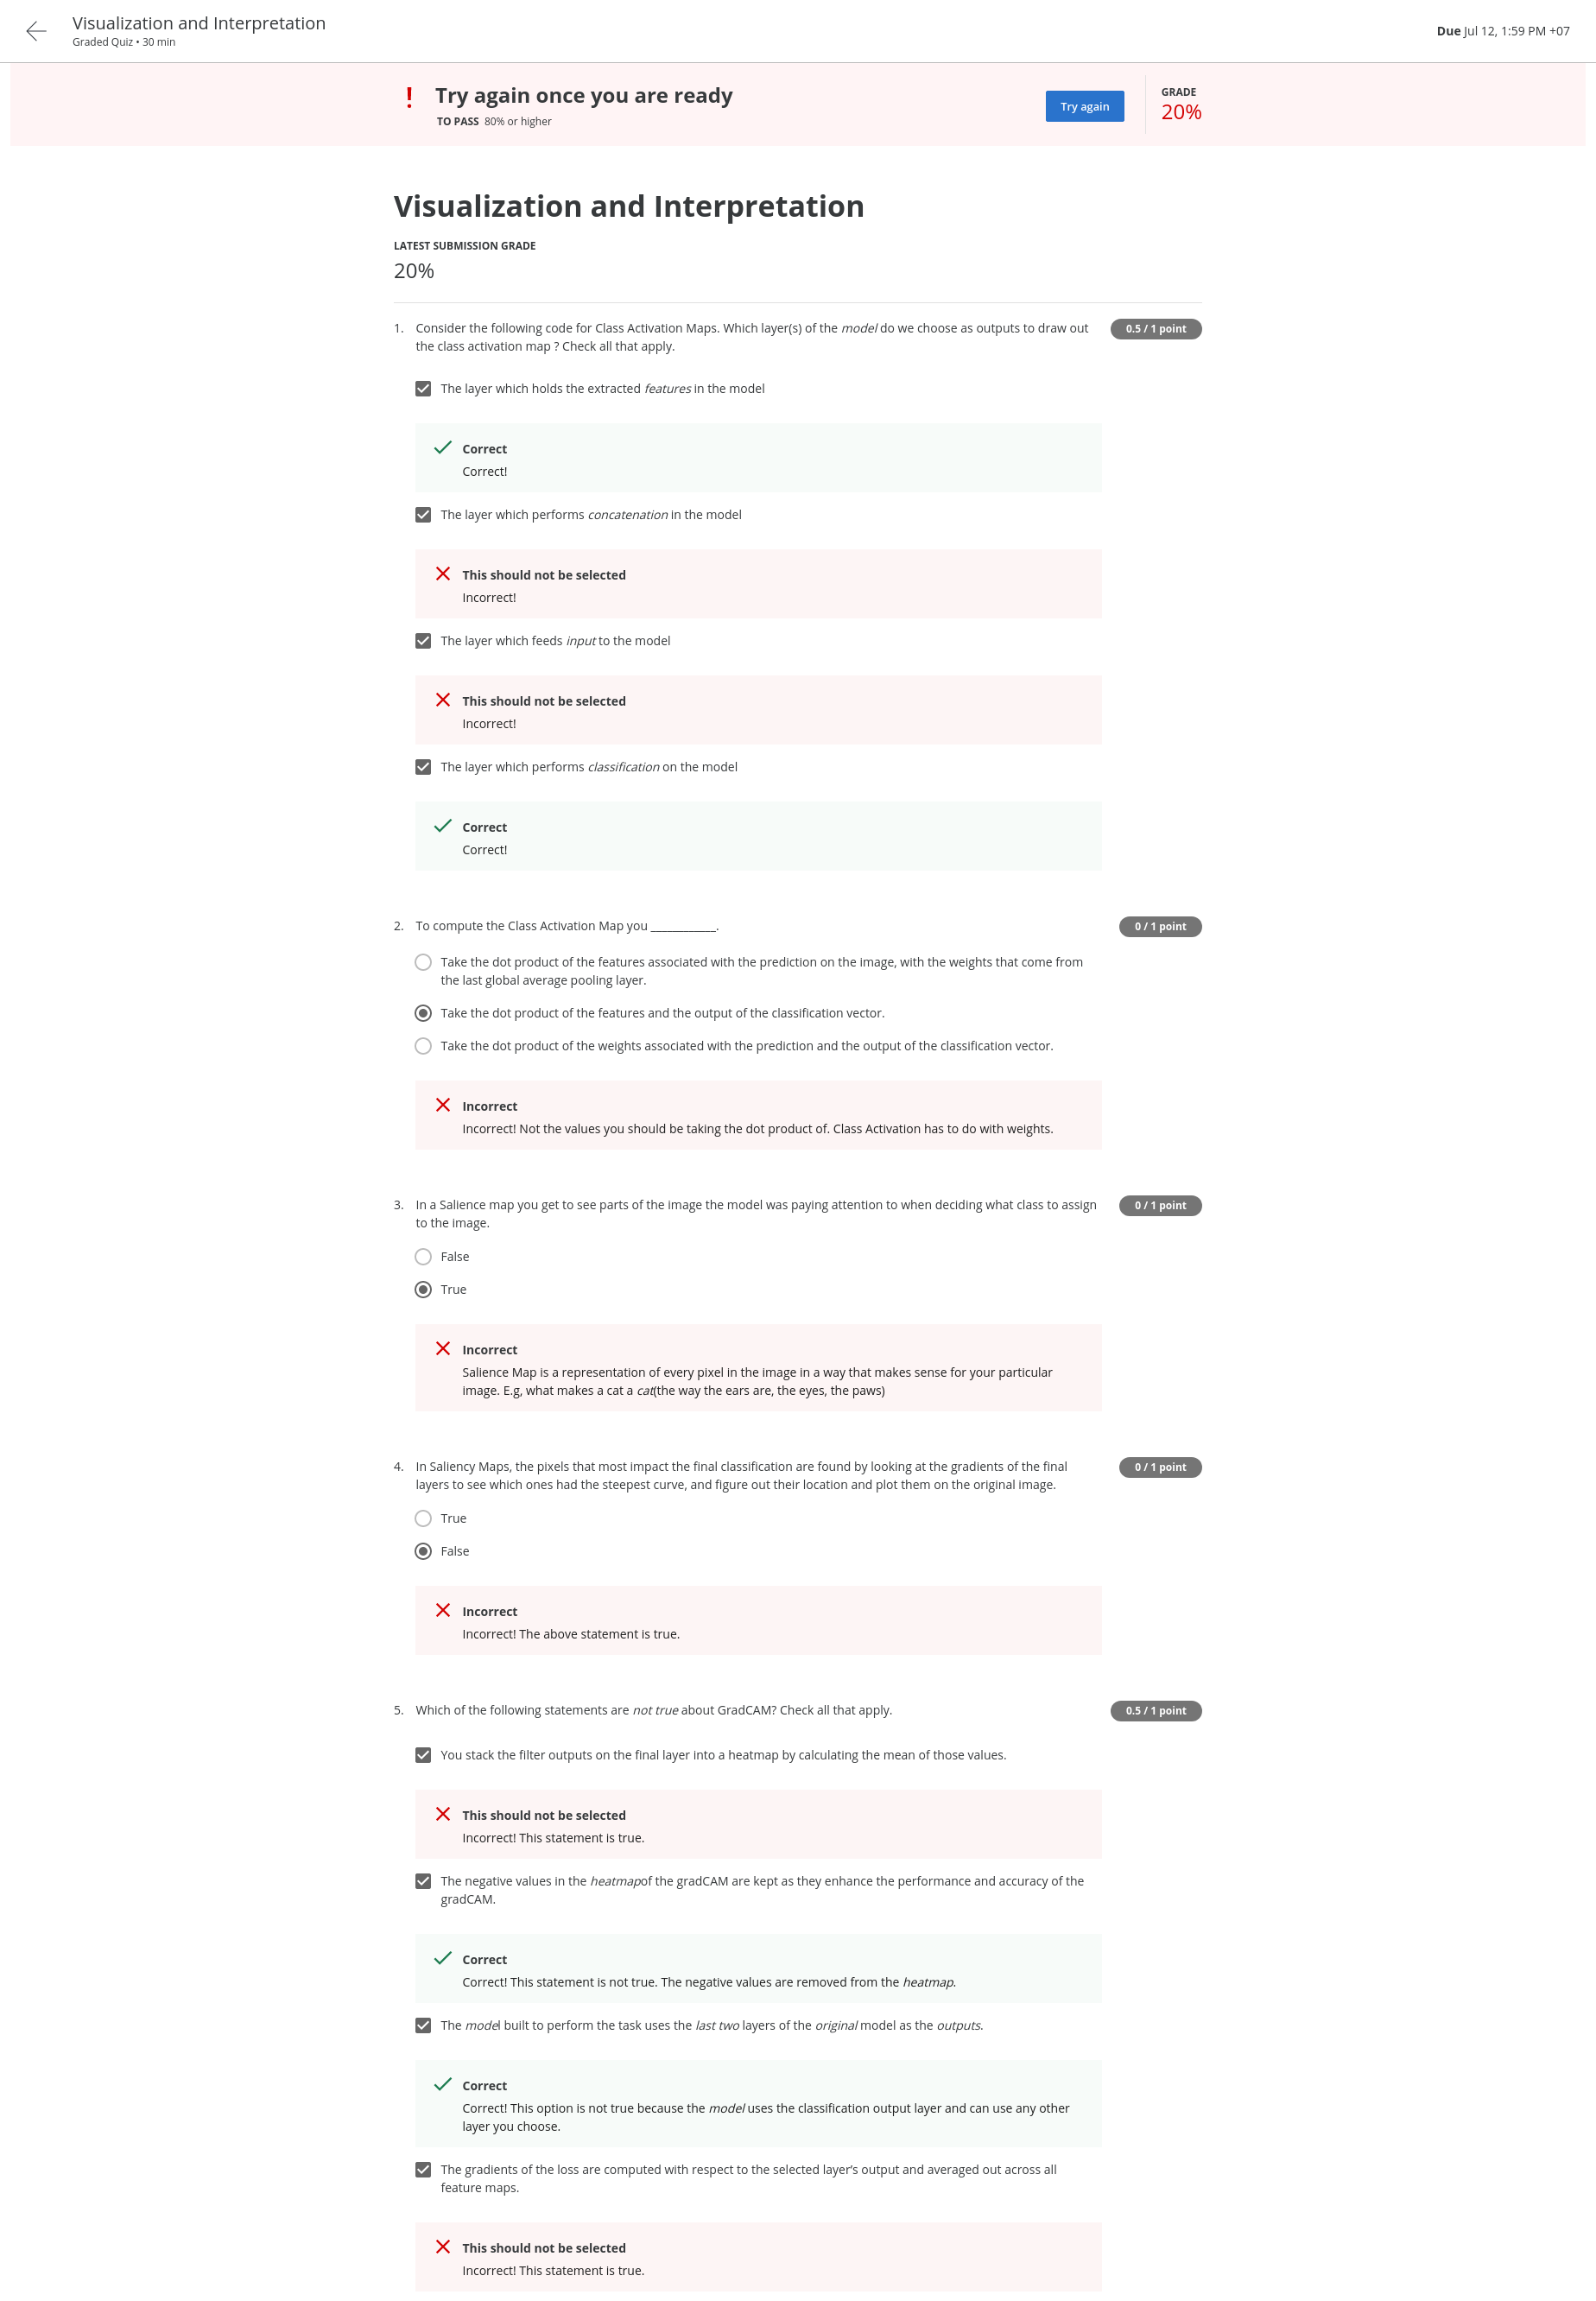 Visualization and Interpretation
Graded Quiz • 30 min
Due Jul 12, 1:59 PM +07
! Try again once you are ready
TO PASS 80% or higher
Try again
GRADE
20%
Visualization and Interpretation
LATEST SUBMISSION GRADE
20%
1. Consider the following code for Class Activation Maps. Which layer(s) of the model do we choose as outputs to draw out
the class activation map ? Check all that apply.
0.5 / 1 point
The layer which holds the extracted features in the model
Correct
Correct!
The layer which performs concatenation in the model
This should not be selected
Incorrect!
The layer which feeds input to the model
This should not be selected
Incorrect!
The layer which performs classification on the model
Correct
Correct!
2. To compute the Class Activation Map you ___________.
0 / 1 point
Take the dot product of the features associated with the prediction on the image, with the weights that come from
the last global average pooling layer.
Take the dot product of the features and the output of the classification vector.
Take the dot product of the weights associated with the prediction and the output of the classification vector.
Incorrect
Incorrect! Not the values you should be taking the dot product of. Class Activation has to do with weights.
3. In a Salience map you get to see parts of the image the model was paying attention to when deciding what class to assign
to the image.
0 / 1 point
False
True
Incorrect
Salience Map is a representation of every pixel in the image in a way that makes sense for your particular
image. E.g, what makes a cat a cat(the way the ears are, the eyes, the paws)
4. In Saliency Maps, the pixels that most impact the final classification are found by looking at the gradients of the final
layers to see which ones had the steepest curve, and figure out their location and plot them on the original image.
0 / 1 point
True
False
Incorrect
Incorrect! The above statement is true.
5. Which of the following statements are not true about GradCAM? Check all that apply.
0.5 / 1 point
You stack the filter outputs on the final layer into a heatmap by calculating the mean of those values.
This should not be selected
Incorrect! This statement is true.
The negative values in the heatmapof the gradCAM are kept as they enhance the performance and accuracy of the
gradCAM.
Correct
Correct! This statement is not true. The negative values are removed from the heatmap.
The model built to perform the task uses the last two layers of the original model as the outputs.
Correct
Correct! This option is not true because the model uses the classification output layer and can use any other
layer you choose.
The gradients of the loss are computed with respect to the selected layer's output and averaged out across all
feature maps.
This should not be selected
Incorrect! This statement is true.